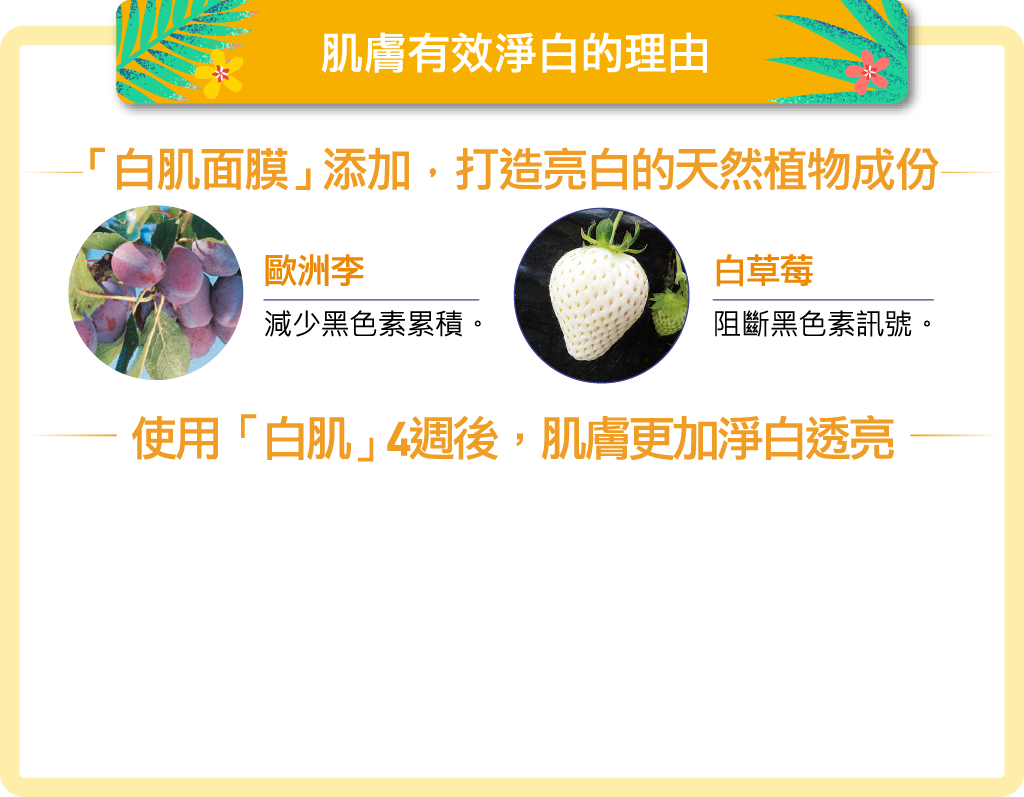 肌膚有效淨白的理由
「白肌面膜」添加，打造亮白的天然植物成份
歐洲李
減少黑色素累積。
白草莓
阻斷黑色素訊號。
使用「白肌」4週後，肌膚更加淨白透亮